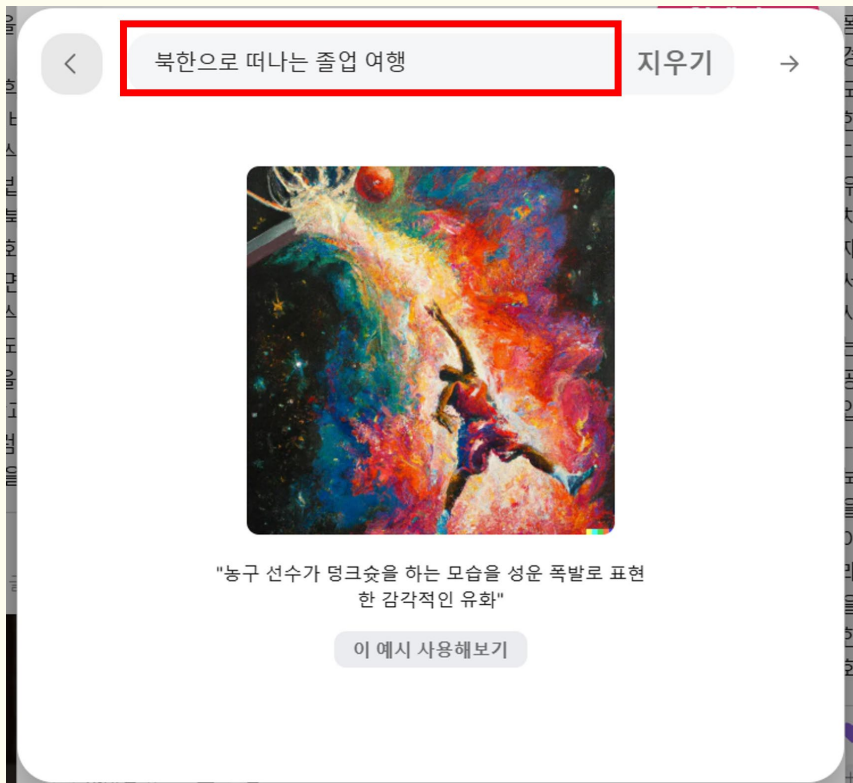 북한으로 떠나는 졸업 여행 지우기
"농구 선수가 덩크슛을 하는 모습을 성운 폭발로 표현
한 감각적인 유화"
이 예시 사용해보기